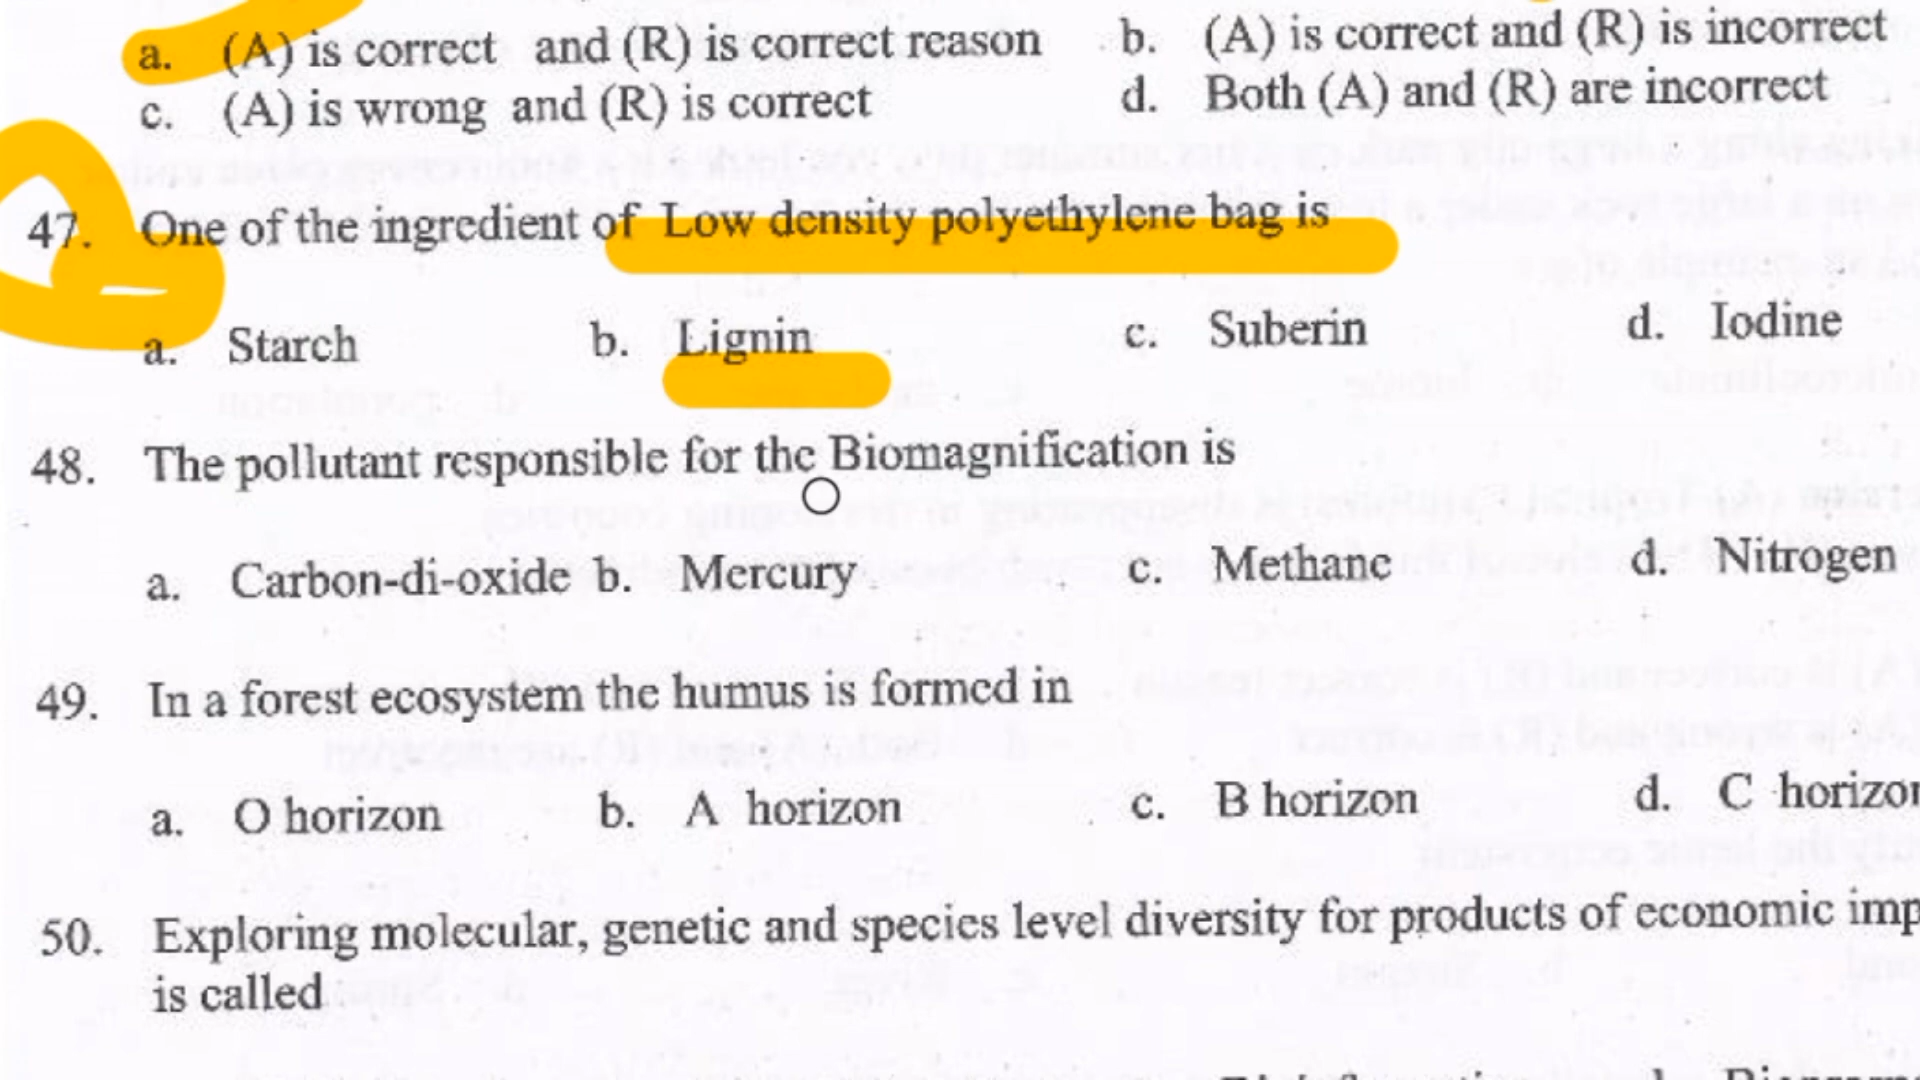 a. (A) is correct and (R) is correct reason b. (A) is correct and (R) is incorrect
c. (A) is wrong and (R) is correct d. Both (A) and (R) are incorrect
47. One of the ingredient of Low density polyethylene bag is
a. Starch b. Lignin c. Suberin d. Iodine
48. The pollutant responsible for the Biomagnification is
a. Carbon-di-oxide b. Mercury c. Methane d. Nitrogen
49. In a forest ecosystem the humus is formed in
a. O horizon b. A horizon c. B horizon d. C horizon
50. Exploring molecular, genetic and species level diversity for products of economic imp
is called